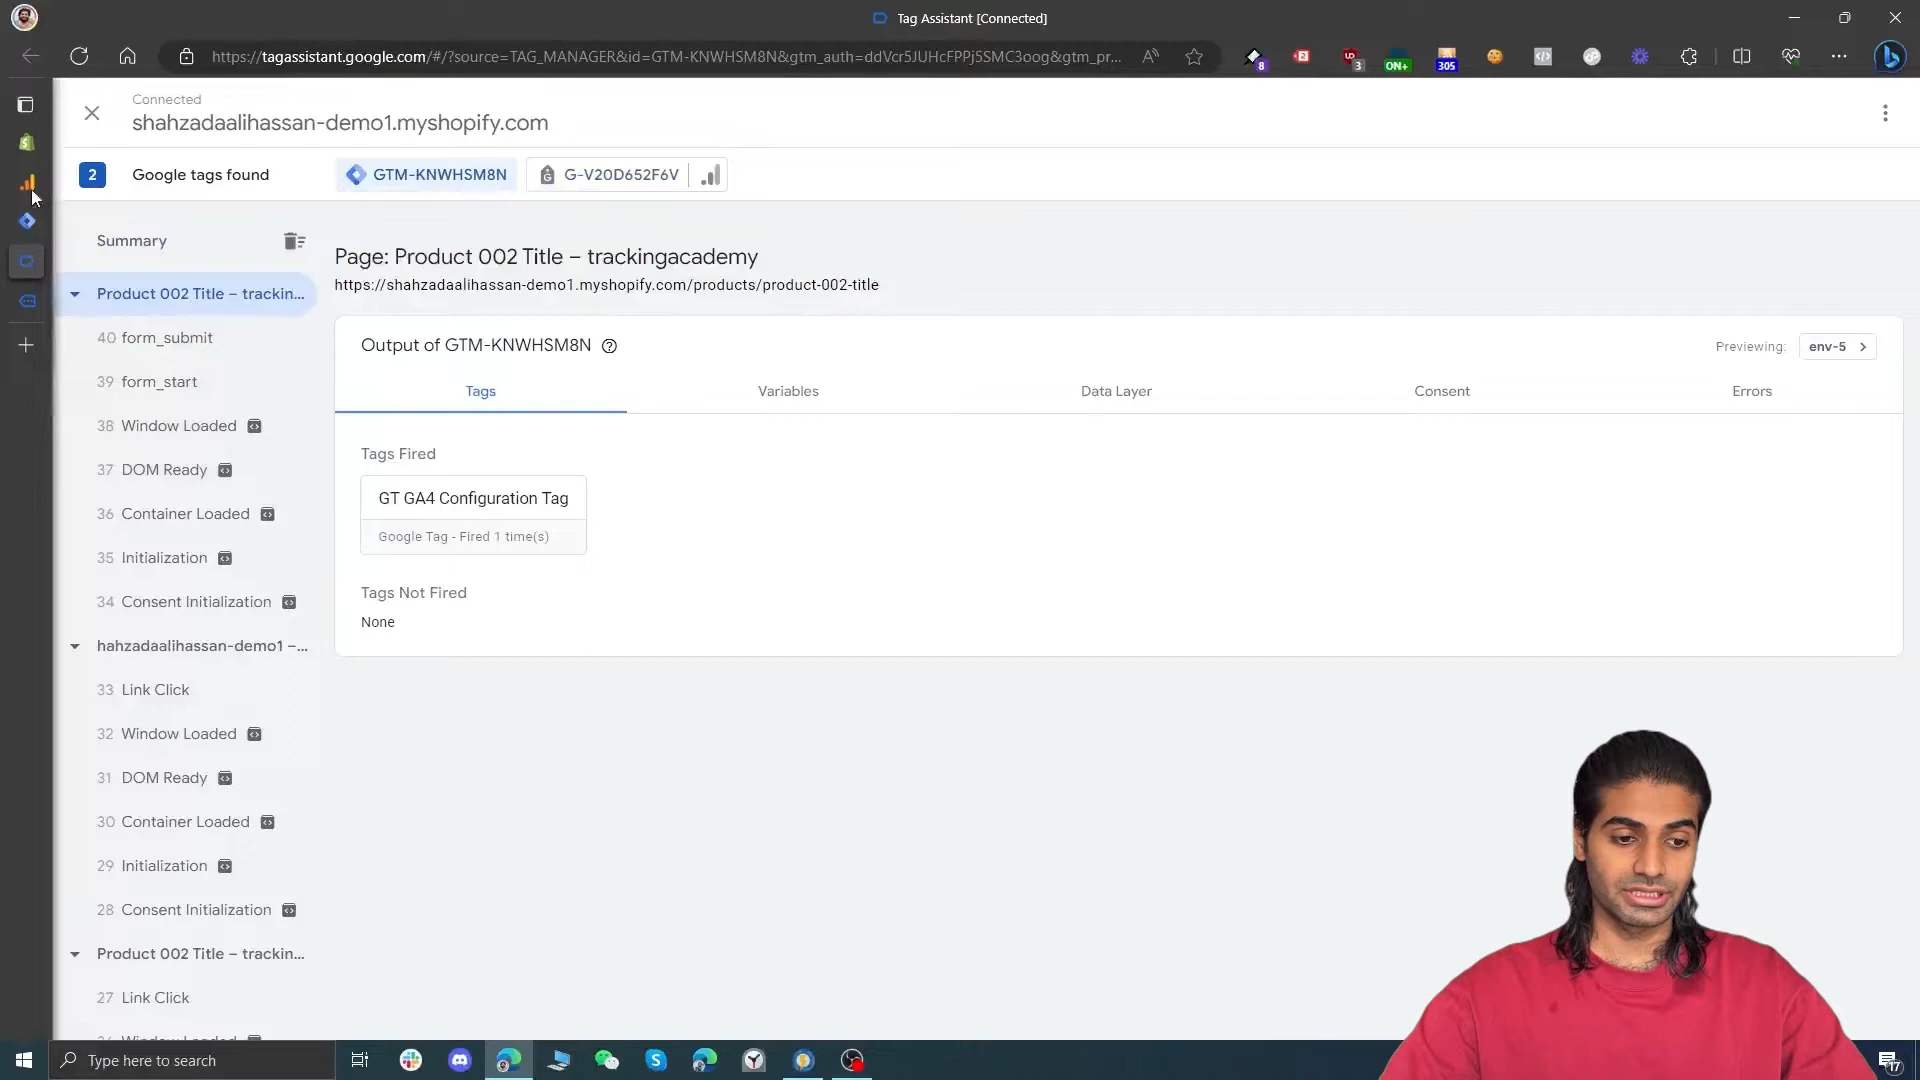 Tag Assistant [Connected]
https://tagassistant.google.com/#/?source=TAG_MANAGER&id=GTM-KNWHSM8N&gtm_auth=ddVcr5JUHcFPPj5SMC3oog&gtm_pr...
8
3
ON+
305
Connected
shahzadaalihassan-demo1.myshopify.com
2
Google tags found
GTM-KNWHSM8N
G-V20D652F6V
Summary
Product 002 Title – trackin...
40 form_submit
39 form_start
38 Window Loaded
37 DOM Ready
36 Container Loaded
35 Initialization
34 Consent Initialization
hahzadaalihassan-demo1 –...
33 Link Click
32 Window Loaded
31 DOM Ready
30 Container Loaded
29 Initialization
28 Consent Initialization
Product 002 Title – trackin...
27 Link Click
Page: Product 002 Title – trackingacademy
https://shahzadaalihassan-demo1.myshopify.com/products/product-002-title
Output of GTM-KNWHSM8N
Previewing: env-5
Tags
Variables
Data Layer
Consent
Errors
Tags Fired
GT GA4 Configuration Tag
Google Tag - Fired 1 time(s)
Tags Not Fired
None
Type here to search
17